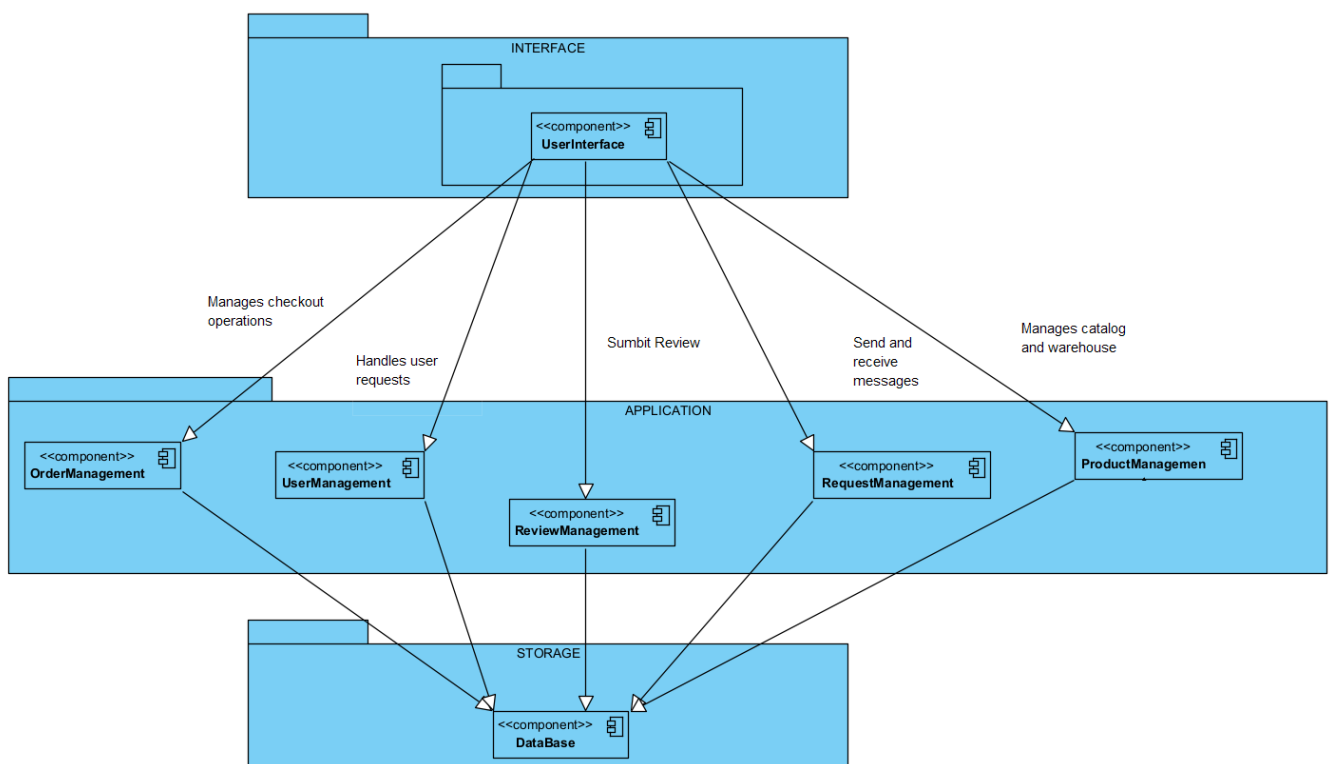 INTERFACE
<<component>>
UserInterface
Manages checkout
operations
Handles user
requests
Sumbit Review
Send and
receive
messages
Manages catalog
and warehouse
APPLICATION
<<component>>
OrderManagement
<<component>>
UserManagement
<<component>>
ReviewManagement
<<component>>
RequestManagement
<<component>>
ProductManagemen
STORAGE
<<component>>
DataBase